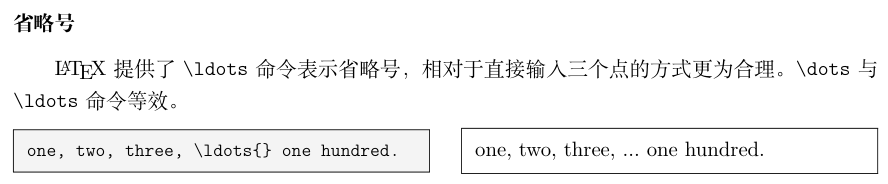 省略号
LATEX 提供了 \ldots 命令表示省略号，相对于直接输入三个点的方式更为合理。\dots 与
\ldots 命令等效。
one, two, three, \ldots{} one hundred.
one, two, three, ... one hundred.